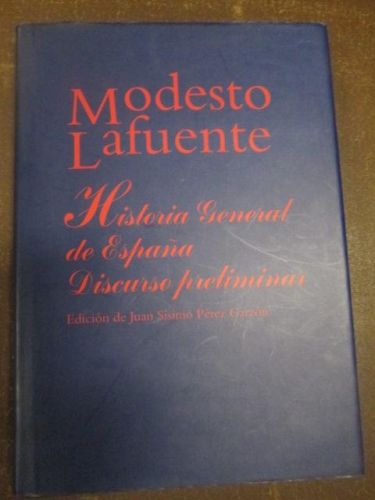 Modesto
Lafuente
Historia General
de España
Discurso preliminar
Edición de Juan Sisinio Pérez Garzón